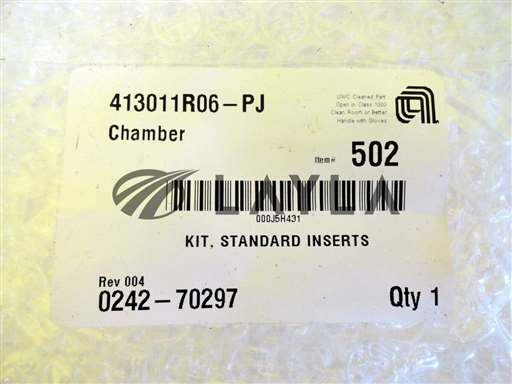 413011R06-PJ
Chamber
UWC Cleaned Part
Open in Class 1000
Clean Room or Better
Handle with Gloves
Item# 502
LAYLA
000J5H431
KIT, STANDARD INSERTS
Rev 004
0242-70297
Qty 1